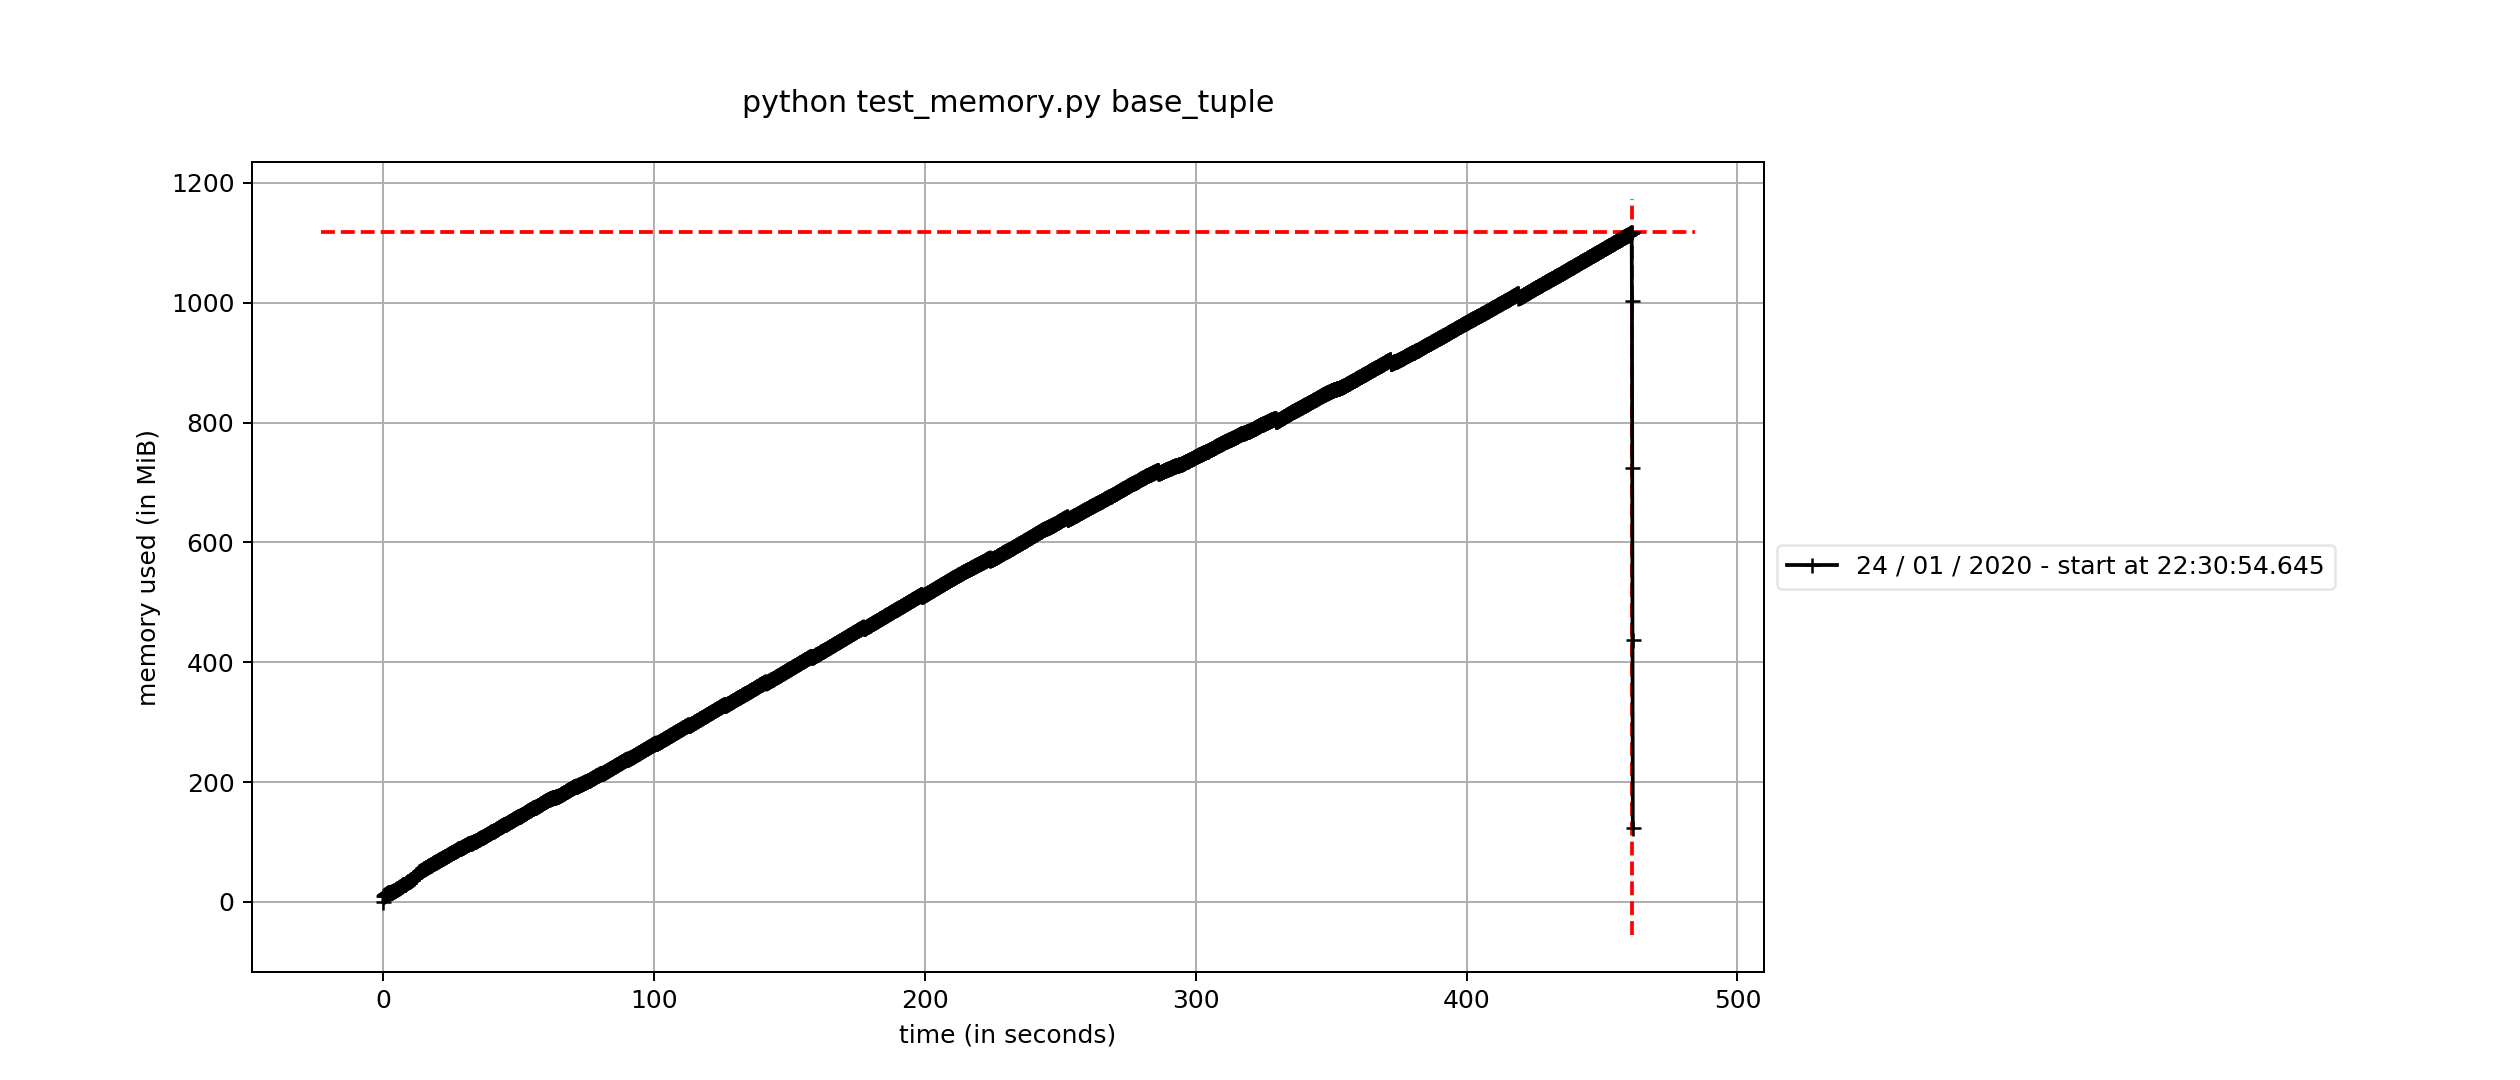 python test_memory.py base_tuple
1200
1000
800
600
400
200
0
memory used (in MiB)
0 100 200 300 400 500
time (in seconds)
24 / 01 / 2020 - start at 22:30:54.645